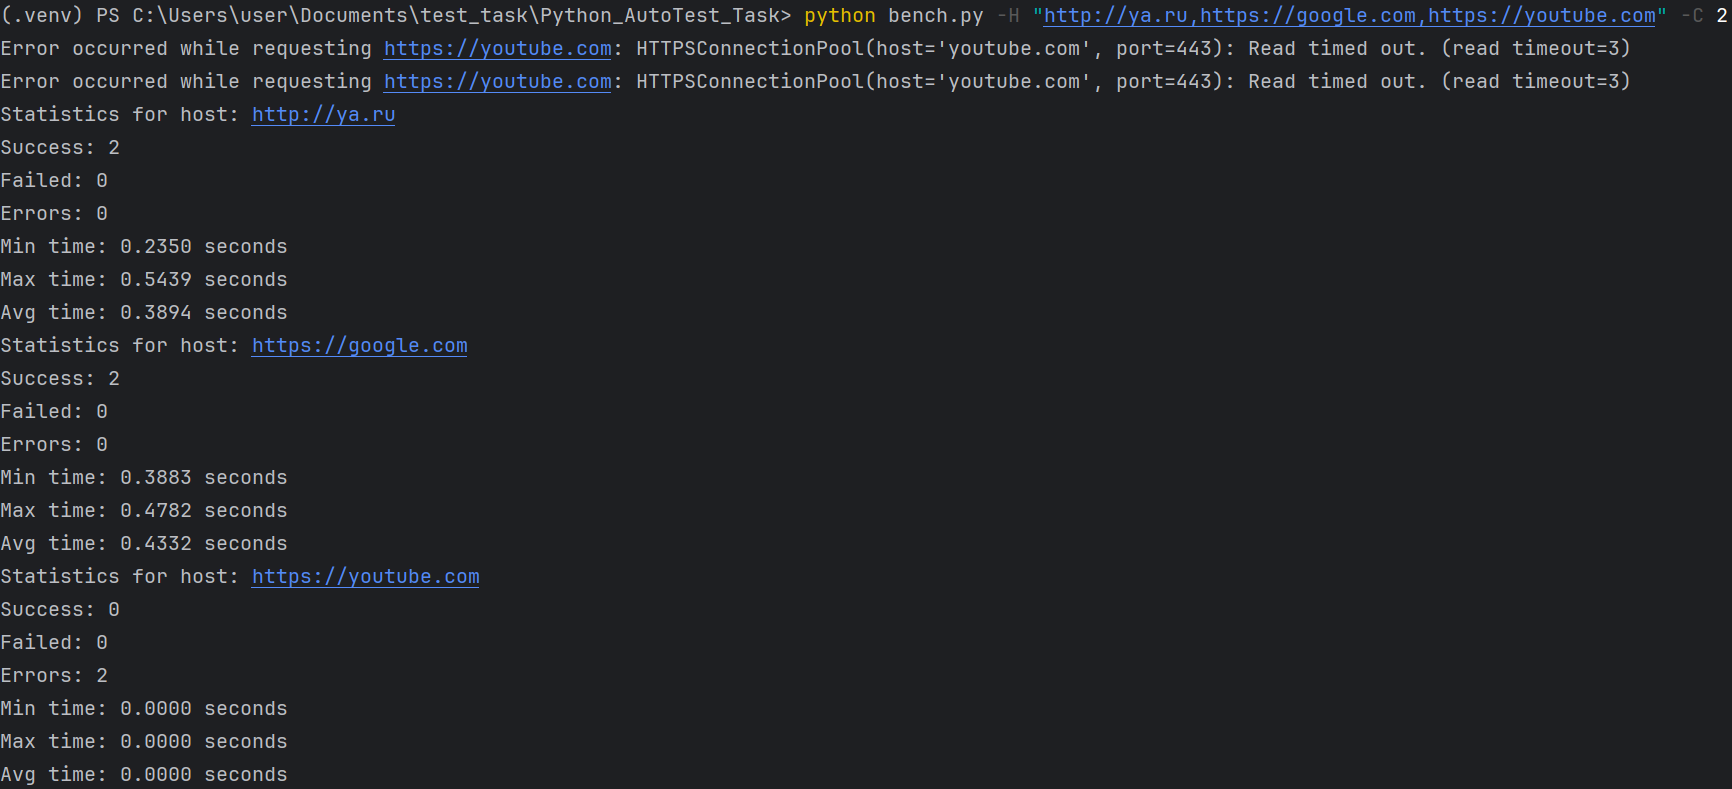 (.venv) PS C:\Users\user\Documents\test_task\Python_AutoTest_Task> python bench.py -H "http://ya.ru,https://google.com,https://youtube.com" -C 2
Error occurred while requesting https://youtube.com: HTTPSConnectionPool(host='youtube.com', port=443): Read timed out. (read timeout=3)
Error occurred while requesting https://youtube.com: HTTPSConnectionPool(host='youtube.com', port=443): Read timed out. (read timeout=3)
Statistics for host: http://ya.ru
Success: 2
Failed: 0
Errors: 0
Min time: 0.2350 seconds
Max time: 0.5439 seconds
Avg time: 0.3894 seconds
Statistics for host: https://google.com
Success: 2
Failed: 0
Errors: 0
Min time: 0.3883 seconds
Max time: 0.4782 seconds
Avg time: 0.4332 seconds
Statistics for host: https://youtube.com
Success: 0
Failed: 0
Errors: 2
Min time: 0.0000 seconds
Max time: 0.0000 seconds
Avg time: 0.0000 seconds